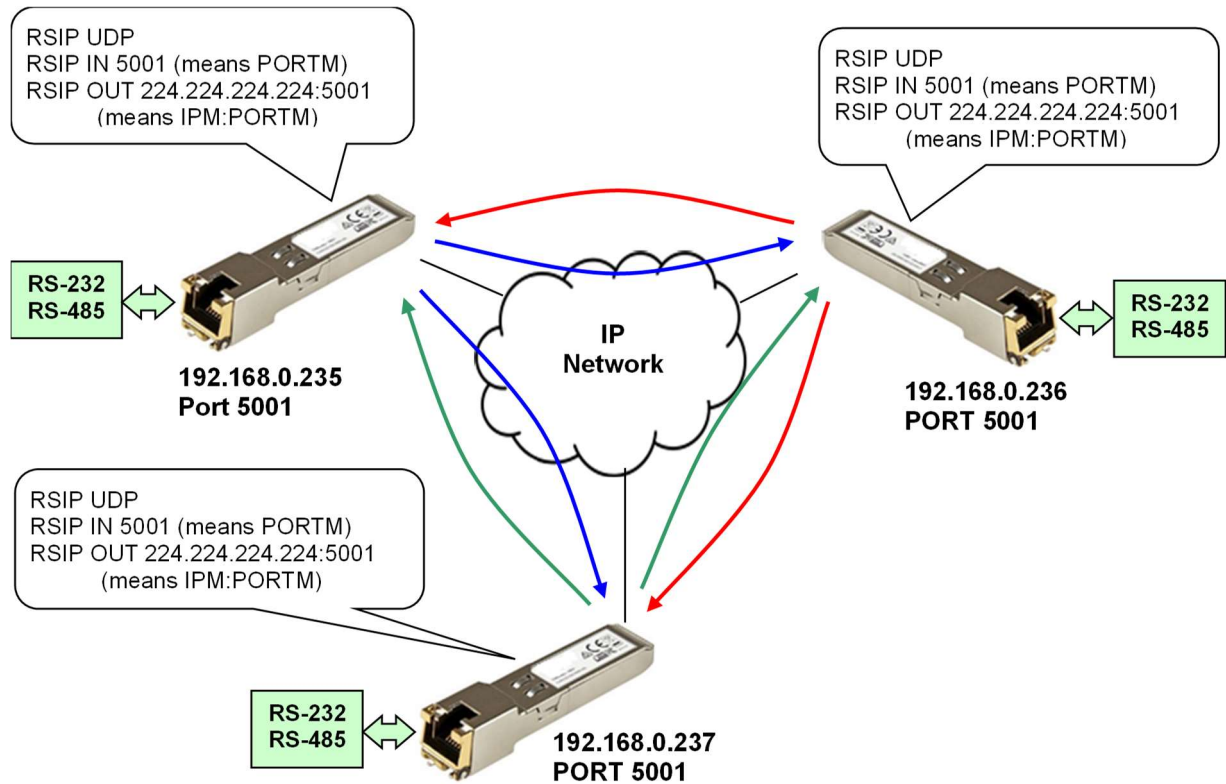 RSIP UDP
RSIP IN 5001 (means PORTM)
RSIP OUT 224.224.224.224:5001
(means IPM:PORTM)
RSIP UDP
RSIP IN 5001 (means PORTM)
RSIP OUT 224.224.224.224:5001
(means IPM:PORTM)
RS-232
RS-485
192.168.0.235
Port 5001
IP
Network
RS-232
RS-485
192.168.0.236
PORT 5001
RSIP UDP
RSIP IN 5001 (means PORTM)
RSIP OUT 224.224.224.224:5001
(means IPM:PORTM)
RS-232
RS-485
192.168.0.237
PORT 5001